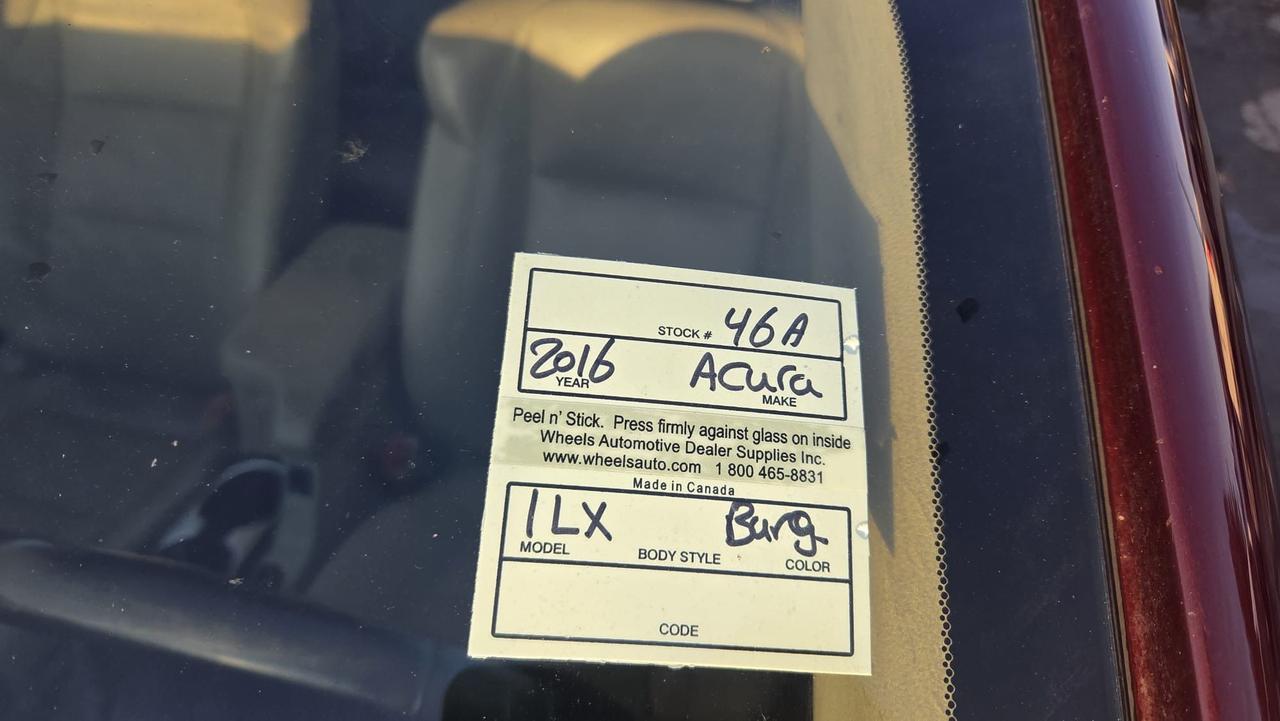 STOCK # 46A
2016 Acura
YEAR MAKE
Peel n' Stick. Press firmly against glass on inside
Wheels Automotive Dealer Supplies Inc.
www.wheelsauto.com 1 800 465-8831
Made in Canada
ILX Burg
MODEL BODY STYLE COLOR
CODE